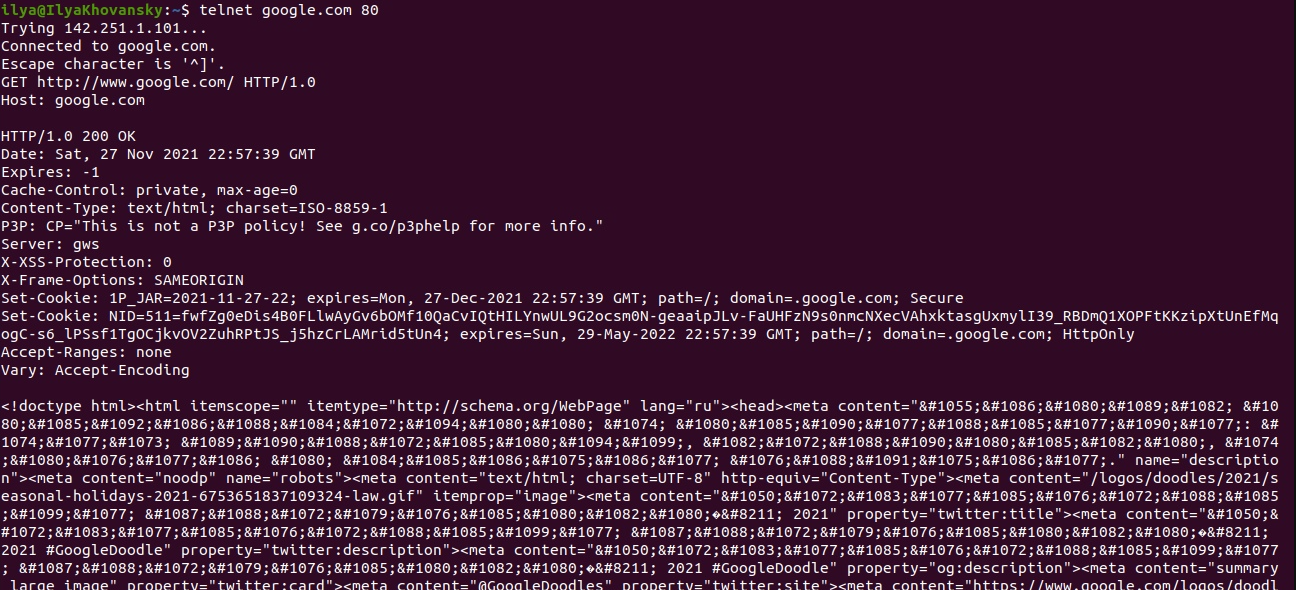 ilya@IlyaKhovansky:~$ telnet google.com 80
Trying 142.251.1.101...
Connected to google.com.
Escape character is '^]'.
GET http://www.google.com/ HTTP/1.0
Host: google.com

HTTP/1.0 200 OK
Date: Sat, 27 Nov 2021 22:57:39 GMT
Expires: -1
Cache-Control: private, max-age=0
Content-Type: text/html; charset=ISO-8859-1
P3P: CP="This is not a P3P policy! See g.co/p3phelp for more info."
Server: gws
X-XSS-Protection: 0
X-Frame-Options: SAMEORIGIN
Set-Cookie: 1P_JAR=2021-11-27-22; expires=Mon, 27-Dec-2021 22:57:39 GMT; path=/; domain=.google.com; Secure
Set-Cookie: NID=511=fwfZg0eDis4B0FLlwAyGv6bOMf10QaCvIQtHILYnwUL9G2ocsm0N-geaaipJLv-FaUHFzN9s0nmcNXecVAhxktasgUxmylI39_RBDmQ1XOPFtKKzipXtUnEfMq
ogC-s6_lPSsf1TgOCjkvOV2ZuhRPtJS_j5hzCrLAMrid5tUn4; expires=Sun, 29-May-2022 22:57:39 GMT; path=/; domain=.google.com; HttpOnly
Accept-Ranges: none
Vary: Accept-Encoding

<!doctype html><html itemscope="" itemtype="http://schema.org/WebPage" lang="ru"><head><meta content="&#1055;&#1086;&#1080;&#1089;&#1082; &#10
80;&#1085;&#1092;&#1086;&#1088;&#1084;&#1072;&#1094;&#1080;&#1080; &#1074; &#1080;&#1085;&#1090;&#1077;&#1088;&#1085;&#1077;&#1090;&#1077;: &#
1074;&#1077;&#1073; &#1089;&#1090;&#1088;&#1072;&#1085;&#1080;&#1094;&#1099;, &#1082;&#1072;&#1088;&#1090;&#1080;&#1085;&#1082;&#1080;, &#1074
;&#1080;&#1076;&#1077;&#1086; &#1080; &#1084;&#1085;&#1086;&#1075;&#1086;&#1077; &#1076;&#1088;&#1091;&#1075;&#1086;&#1077;." name="descriptio
n"><meta content="noodp" name="robots"><meta content="text/html; charset=UTF-8" http-equiv="Content-Type"><meta content="/logos/doodles/2021/s
easonal-holidays-2021-6753651837109324-law.gif" itemprop="image"><meta content="&#1050;&#1072;&#1083;&#1077;&#1085;&#1076;&#1072;&#1088;&#1085
;&#1099;&#1077; &#1087;&#1088;&#1072;&#1079;&#1076;&#1085;&#1080;&#1082;&#1080;�&#8211; 2021" property="twitter:title"><meta content="&#1050;&
#1072;&#1083;&#1077;&#1085;&#1076;&#1072;&#1088;&#1085;&#1099;&#1077; &#1087;&#1088;&#1072;&#1079;&#1076;&#1085;&#1080;&#1082;&#1080;�&#8211; 
2021 #GoogleDoodle" property="twitter:description"><meta content="&#1050;&#1072;&#1083;&#1077;&#1085;&#1076;&#1072;&#1088;&#1085;&#1099;&#1077
; &#1087;&#1088;&#1072;&#1079;&#1076;&#1085;&#1080;&#1082;&#1080;�&#8211; 2021 #GoogleDoodle" property="og:description"><meta content="summary
_large_image" property="twitter:card"><meta content="@GoogleDoodles" property="twitter:site"><meta content="https://www.google.com/logos/doodl